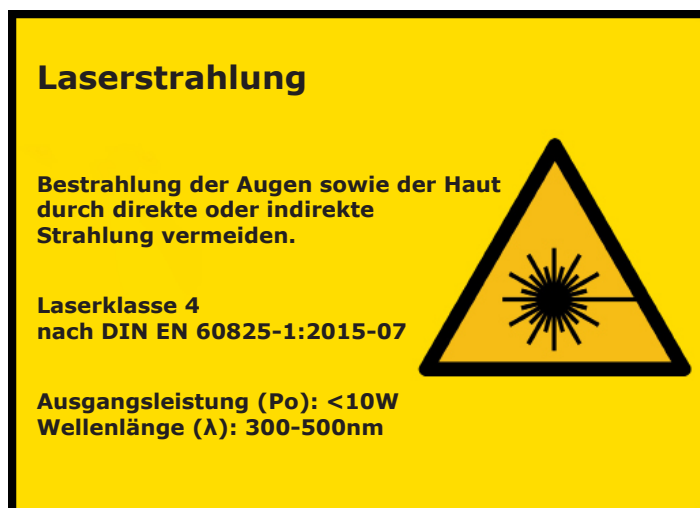 Laserstrahlung
Bestrahlung der Augen sowie der Haut
durch direkte oder indirekte
Strahlung vermeiden.
Laserklasse 4
nach DIN EN 60825-1:2015-07
Ausgangsleistung (Po): <10W
Wellenlänge (λ): 300-500nm